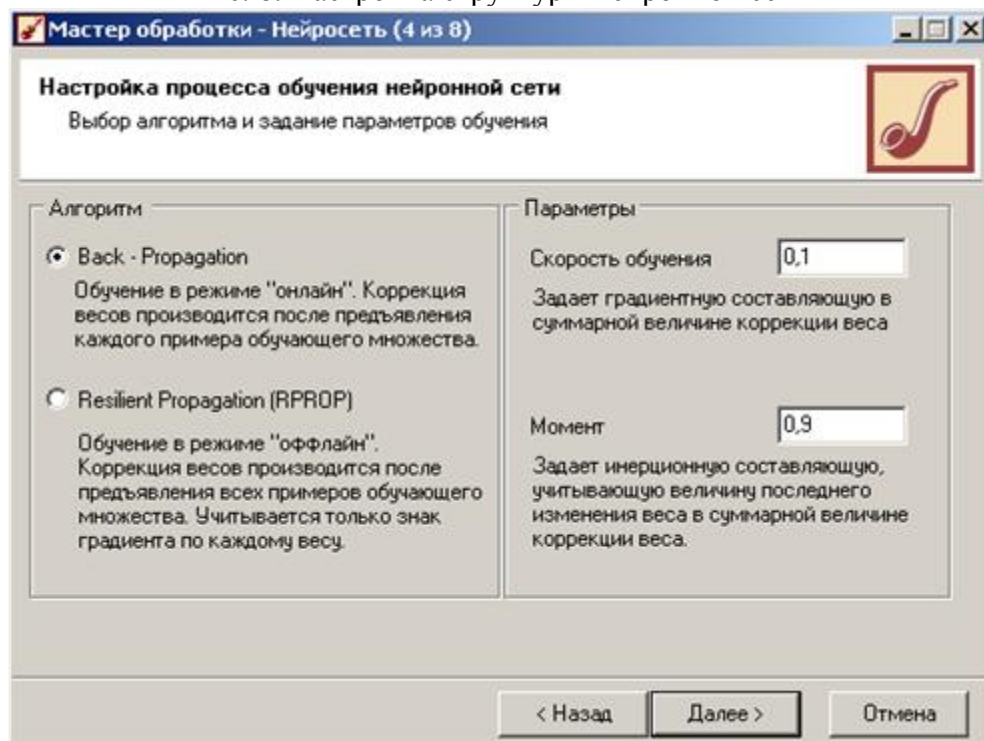 Мастер обработки - Нейросеть (4 из 8)
Настройка процесса обучения нейронной сети
Выбор алгоритма и задание параметров обучения
Алгоритм
Back - Propagation
Обучение в режиме "онлайн". Коррекция
весов производится после предъявления
каждого примера обучающего множества.
Resilient Propagation (RPROP)
Обучение в режиме "оффлайн".
Коррекция весов производится после
предъявления всех примеров обучающего
множества. Учитывается только знак
градиента по каждому весу.
Параметры
Скорость обучения 0,1
Задает градиентную составляющую в
суммарной величине коррекции веса
Момент 0,9
Задает инерционную составляющую,
учитывающую величину последнего
изменения веса в суммарной величине
коррекции веса.
< Назад Далее > Отмена